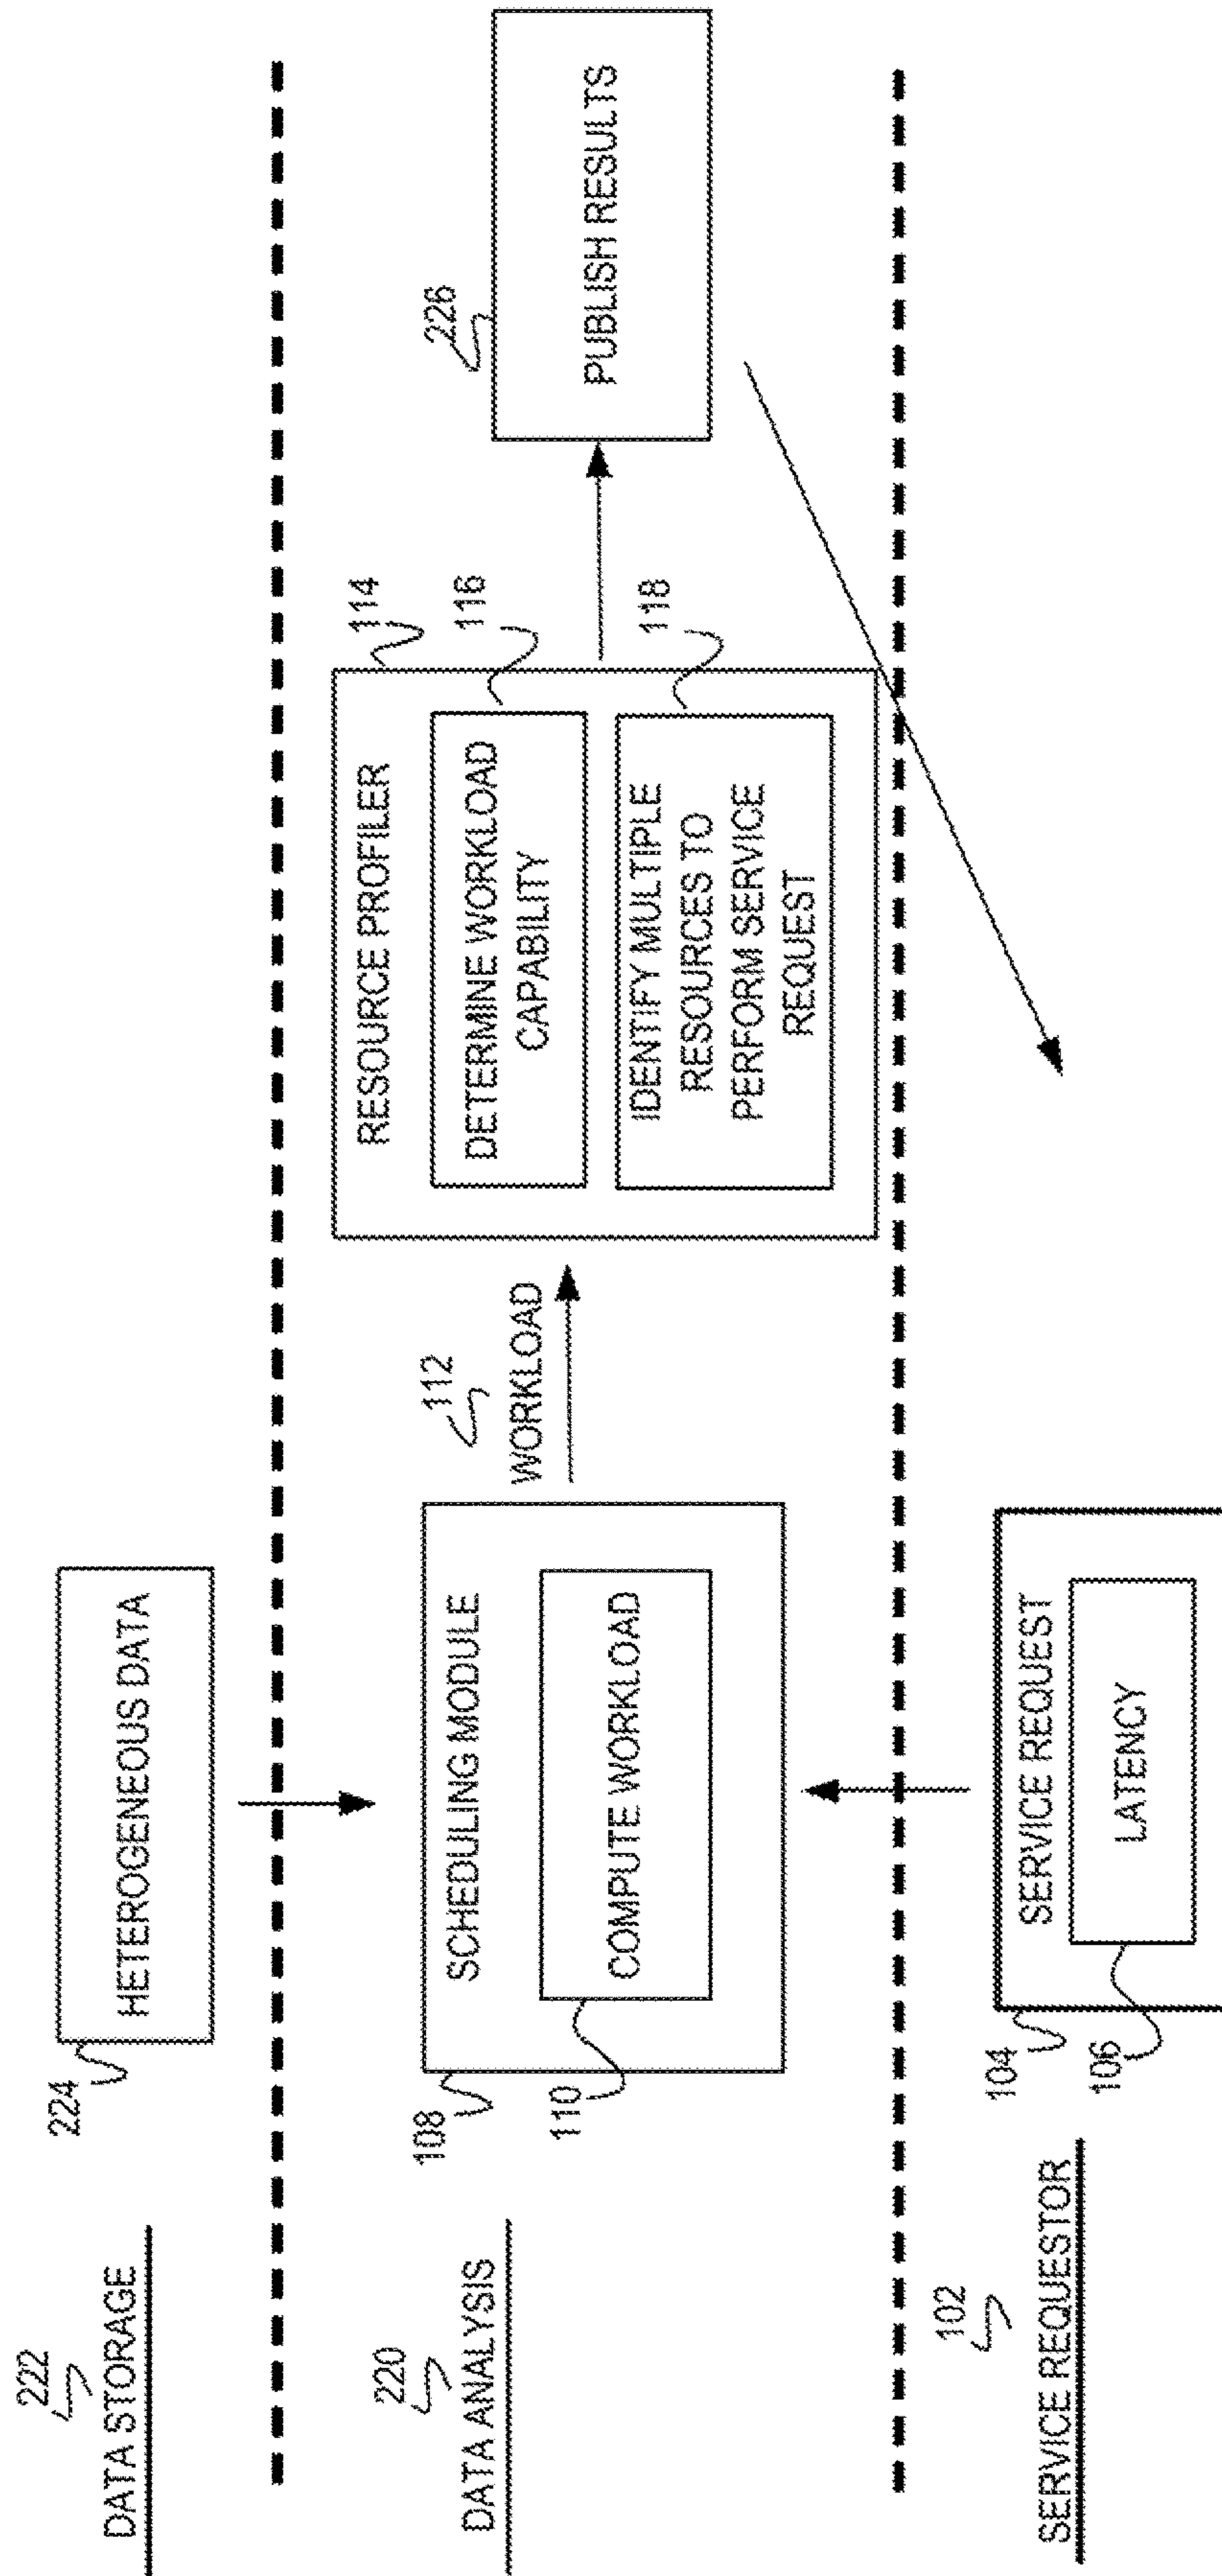 222
DATA STORAGE
224
HETEROGENEOUS DATA
220
DATA ANALYSIS
108
SCHEDULING MODULE
110
COMPUTE WORKLOAD
112
WORKLOAD
114
RESOURCE PROFILER
116
DETERMINE WORKLOAD
CAPABILITY
118
IDENTIFY MULTIPLE
RESOURCES TO
PERFORM SERVICE
REQUEST
226
PUBLISH RESULTS
102
SERVICE REQUESTOR
104
SERVICE REQUEST
106
LATENCY